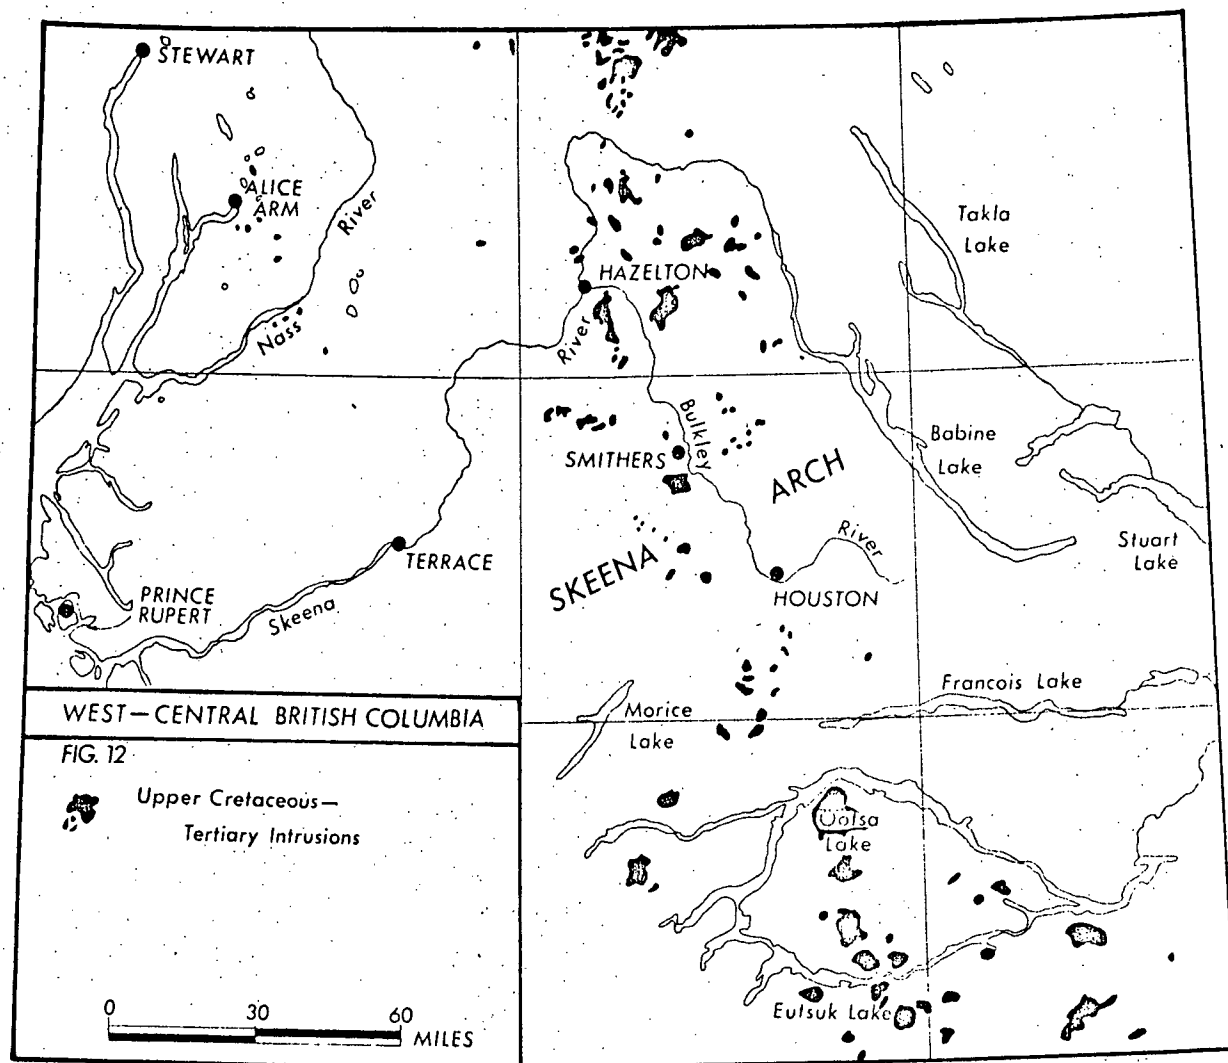 STEWART
ALICE
ARM
River
Takla
Lake
HAZELTON
River
Nass
Bulkley
SMITHERS
ARCH
Babine
Lake
SKEENA
River
Stuart
Lake
TERRACE
HOUSTON
PRINCE
RUPERT
Skeena
Francois Lake
Morice
Lake
WEST—CENTRAL BRITISH COLUMBIA
FIG. 12
Upper Cretaceous—
Tertiary Intrusions
Ootsa
Lake
Eutsuk Lake
0 30 60
MILES